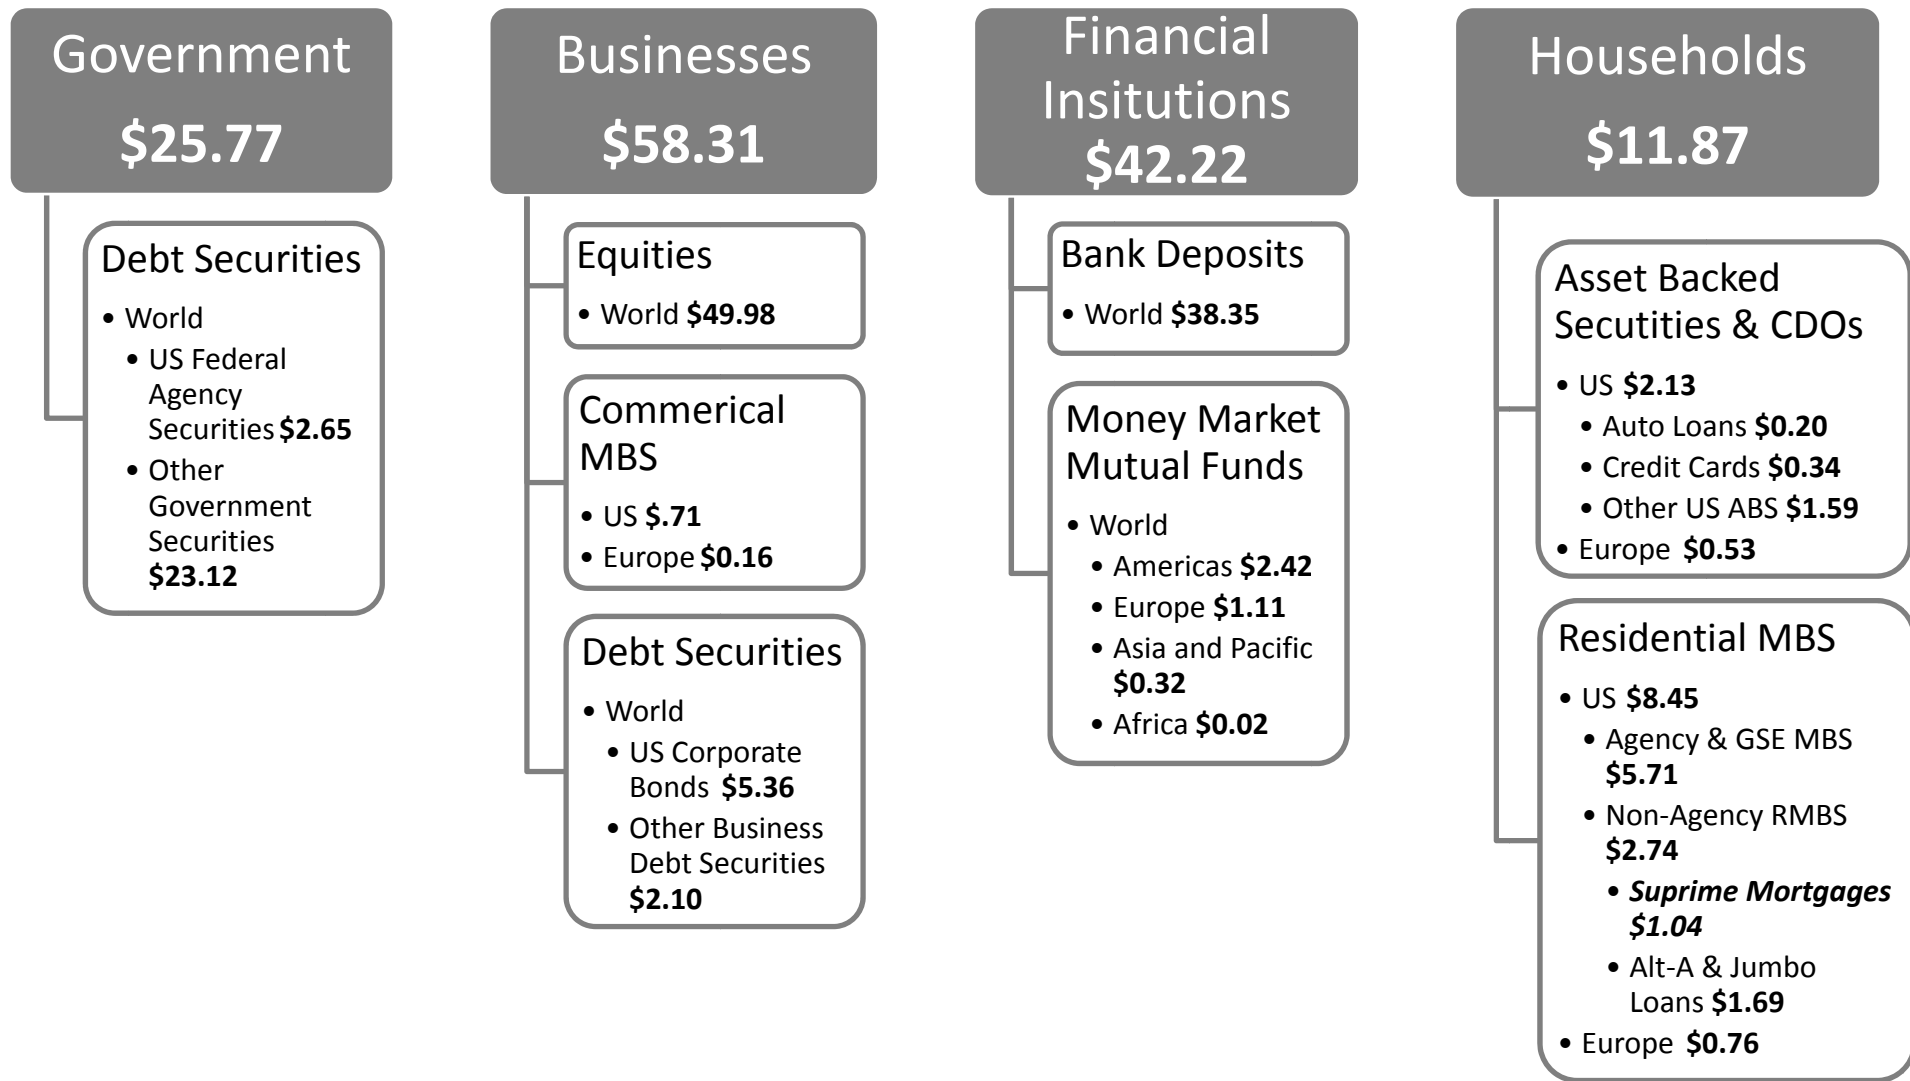 Government
$25.77
Debt Securities
• World
• US Federal
Agency
Securities $2.65
• Other
Government
Securities
$23.12
Businesses
$58.31
Equities
• World $49.98
Commerical
MBS
• US $.71
• Europe $0.16
Debt Securities
• World
• US Corporate
Bonds $5.36
• Other Business
Debt Securities
$2.10
Financial
Insitutions
$42.22
Bank Deposits
• World $38.35
Money Market
Mutual Funds
• World
• Americas $2.42
• Europe $1.11
• Asia and Pacific
$0.32
• Africa $0.02
Households
$11.87
Asset Backed
Secutities & CDOs
• US $2.13
• Auto Loans $0.20
• Credit Cards $0.34
• Other US ABS $1.59
• Europe $0.53
Residential MBS
• US $8.45
• Agency & GSE MBS
$5.71
• Non-Agency RMBS
$2.74
• Suprime Mortgages
$1.04
• Alt-A & Jumbo
Loans $1.69
• Europe $0.76